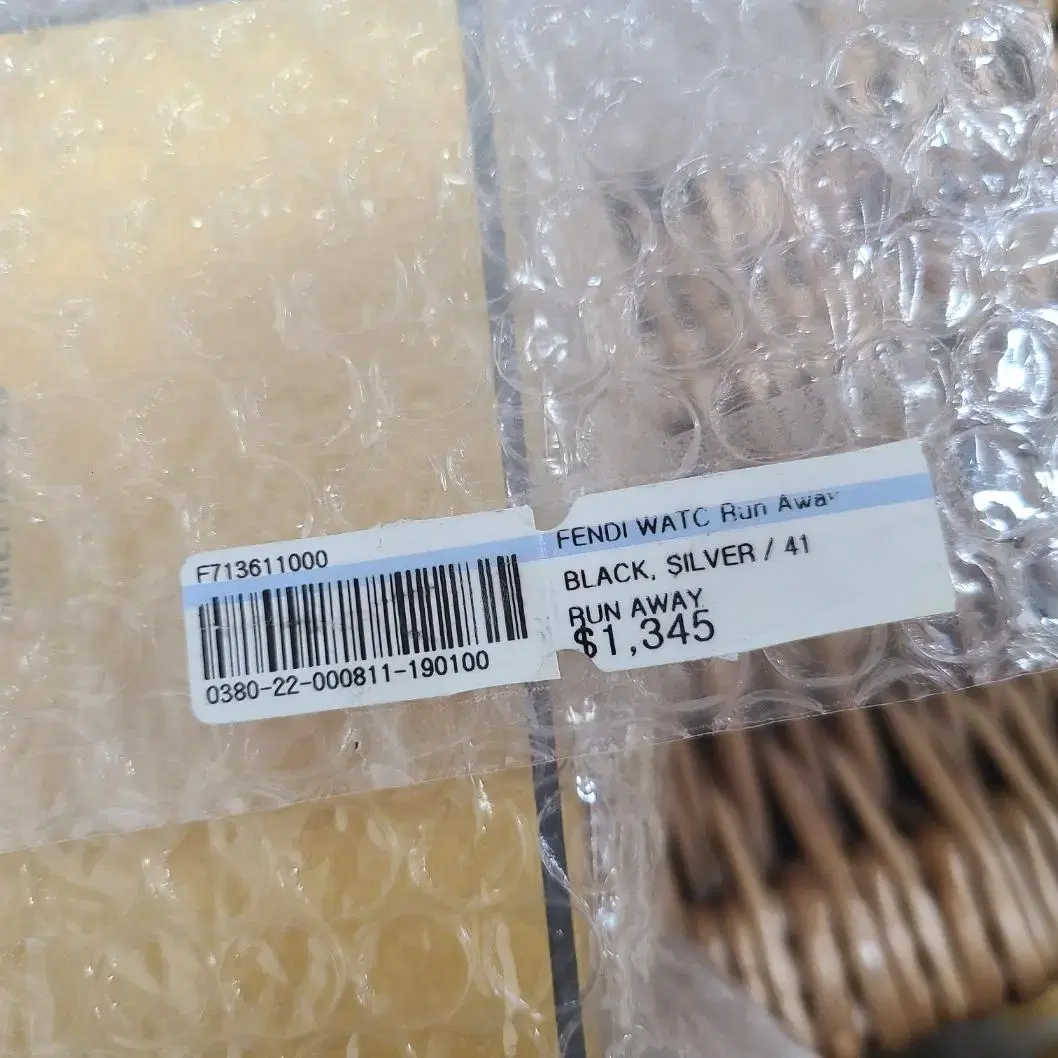 F713611000
0380-22-000811-190100
FENDI WATC Run Away
BLACK, SILVER / 41
RUN AWAY
$1,345